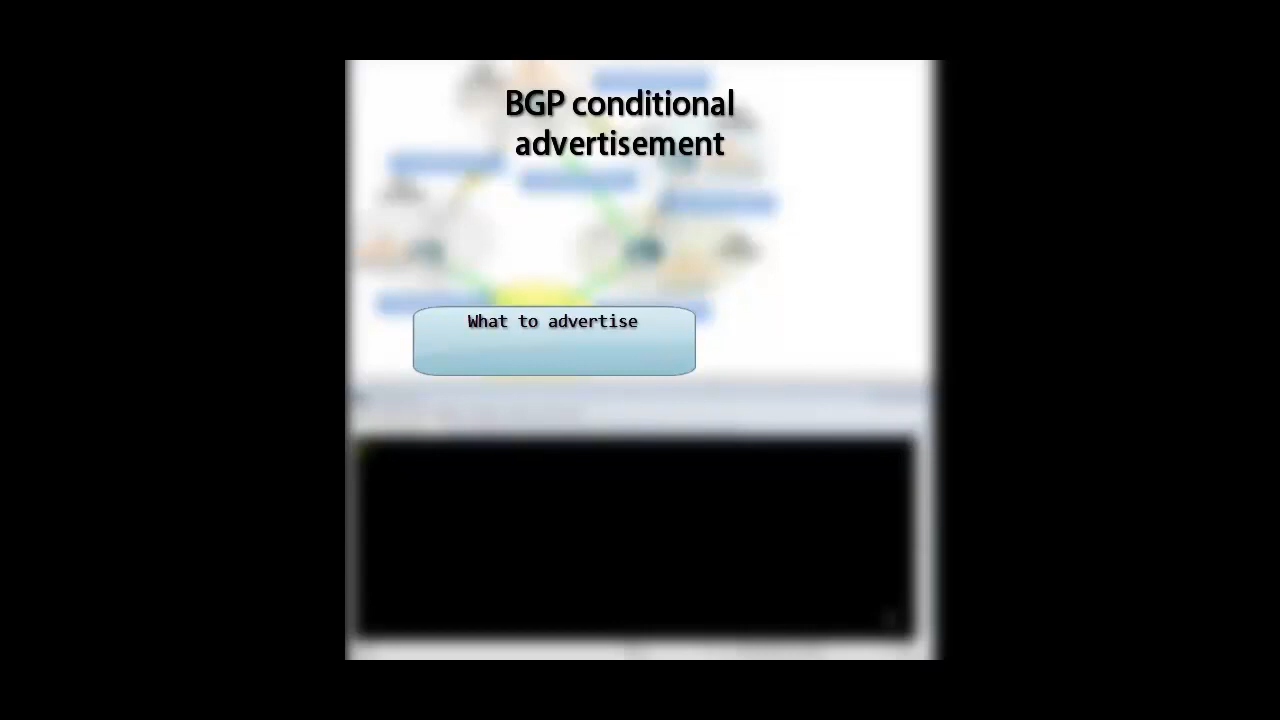 BGP conditional
advertisement
What to advertise